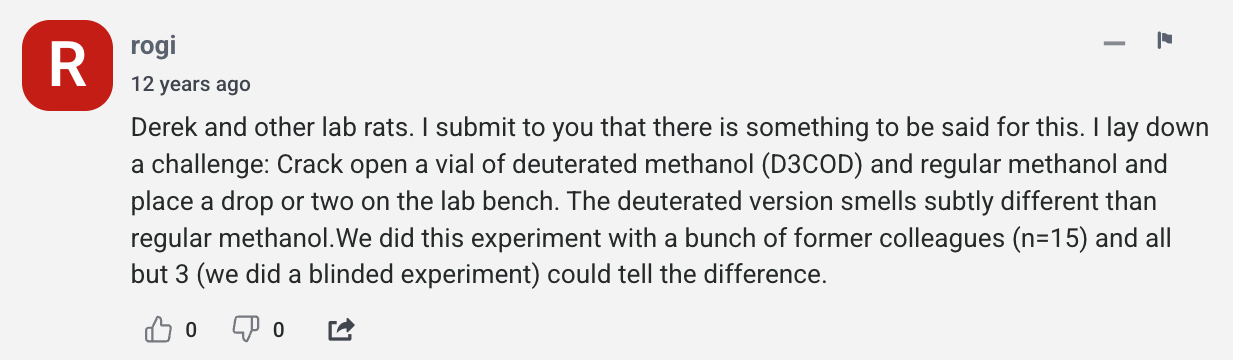 R
rogi
12 years ago
Derek and other lab rats. I submit to you that there is something to be said for this. I lay down
a challenge: Crack open a vial of deuterated methanol (D3COD) and regular methanol and
place a drop or two on the lab bench. The deuterated version smells subtly different than
regular methanol.We did this experiment with a bunch of former colleagues (n=15) and all
but 3 (we did a blinded experiment) could tell the difference.
0 0